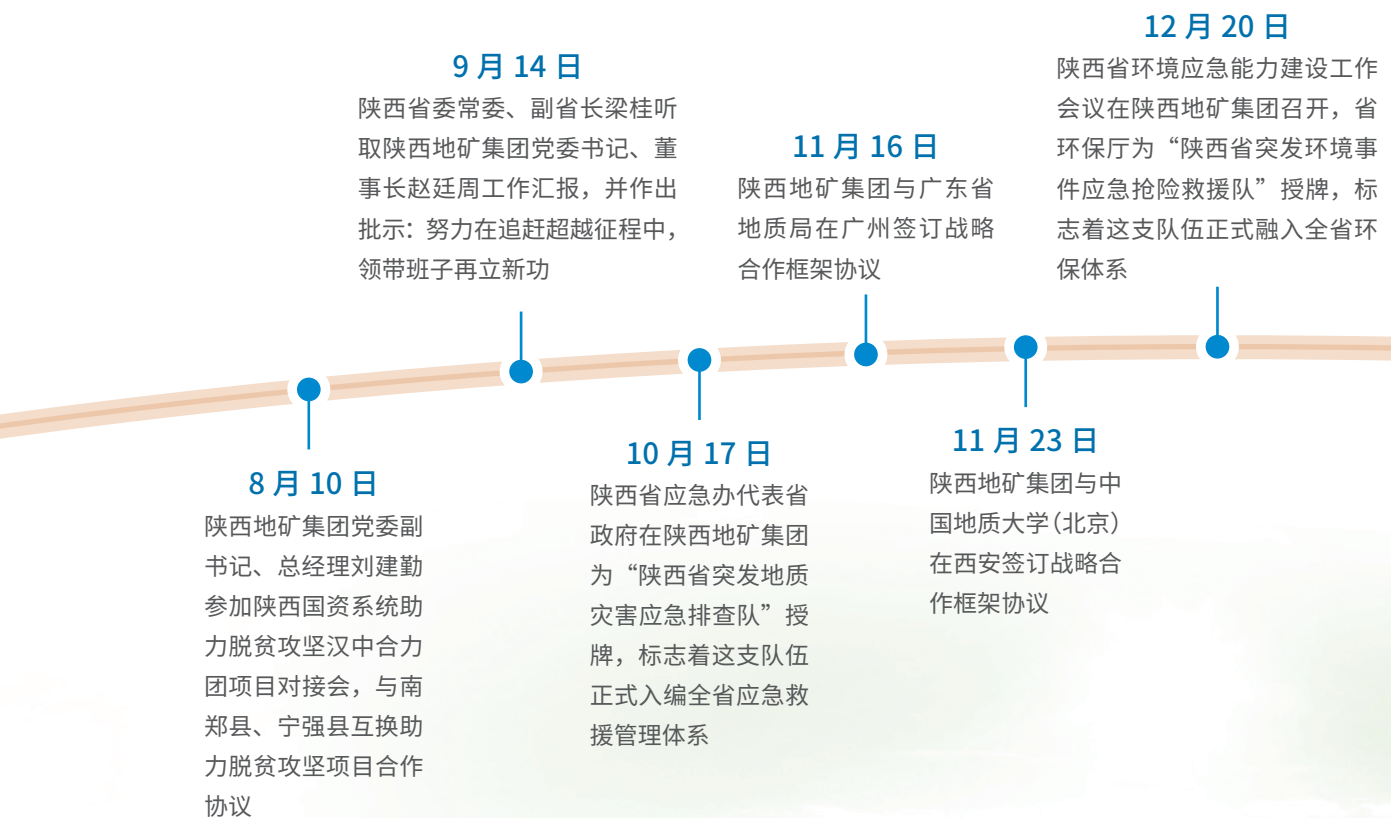 8 月 10 日
陕西地矿集团党委副
书记、总经理刘建勤
参加陕西国资系统助
力脱贫攻坚汉中合力
团项目对接会，与南
郑县、宁强县互换助
力脱贫攻坚项目合作
协议
9 月 14 日
陕西省委常委、副省长梁桂听
取陕西地矿集团党委书记、董
事长赵廷周工作汇报，并作出
批示：努力在追赶超越征程中，
领带班子再立新功
10 月 17 日
陕西省应急办代表省
政府在陕西地矿集团
为“陕西省突发地质
灾害应急排查队”授
牌，标志着这支队伍
正式入编全省应急救
援管理体系
11 月 16 日
陕西地矿集团与广东省
地质局在广州签订战略
合作框架协议
11 月 23 日
陕西地矿集团与中
国地质大学（北京）
在西安签订战略合
作框架协议
12 月 20 日
陕西省环境应急能力建设工作
会议在陕西地矿集团召开，省
环保厅为“陕西省突发环境事
件应急抢险救援队”授牌，标
志着这支队伍正式融入全省环
保体系